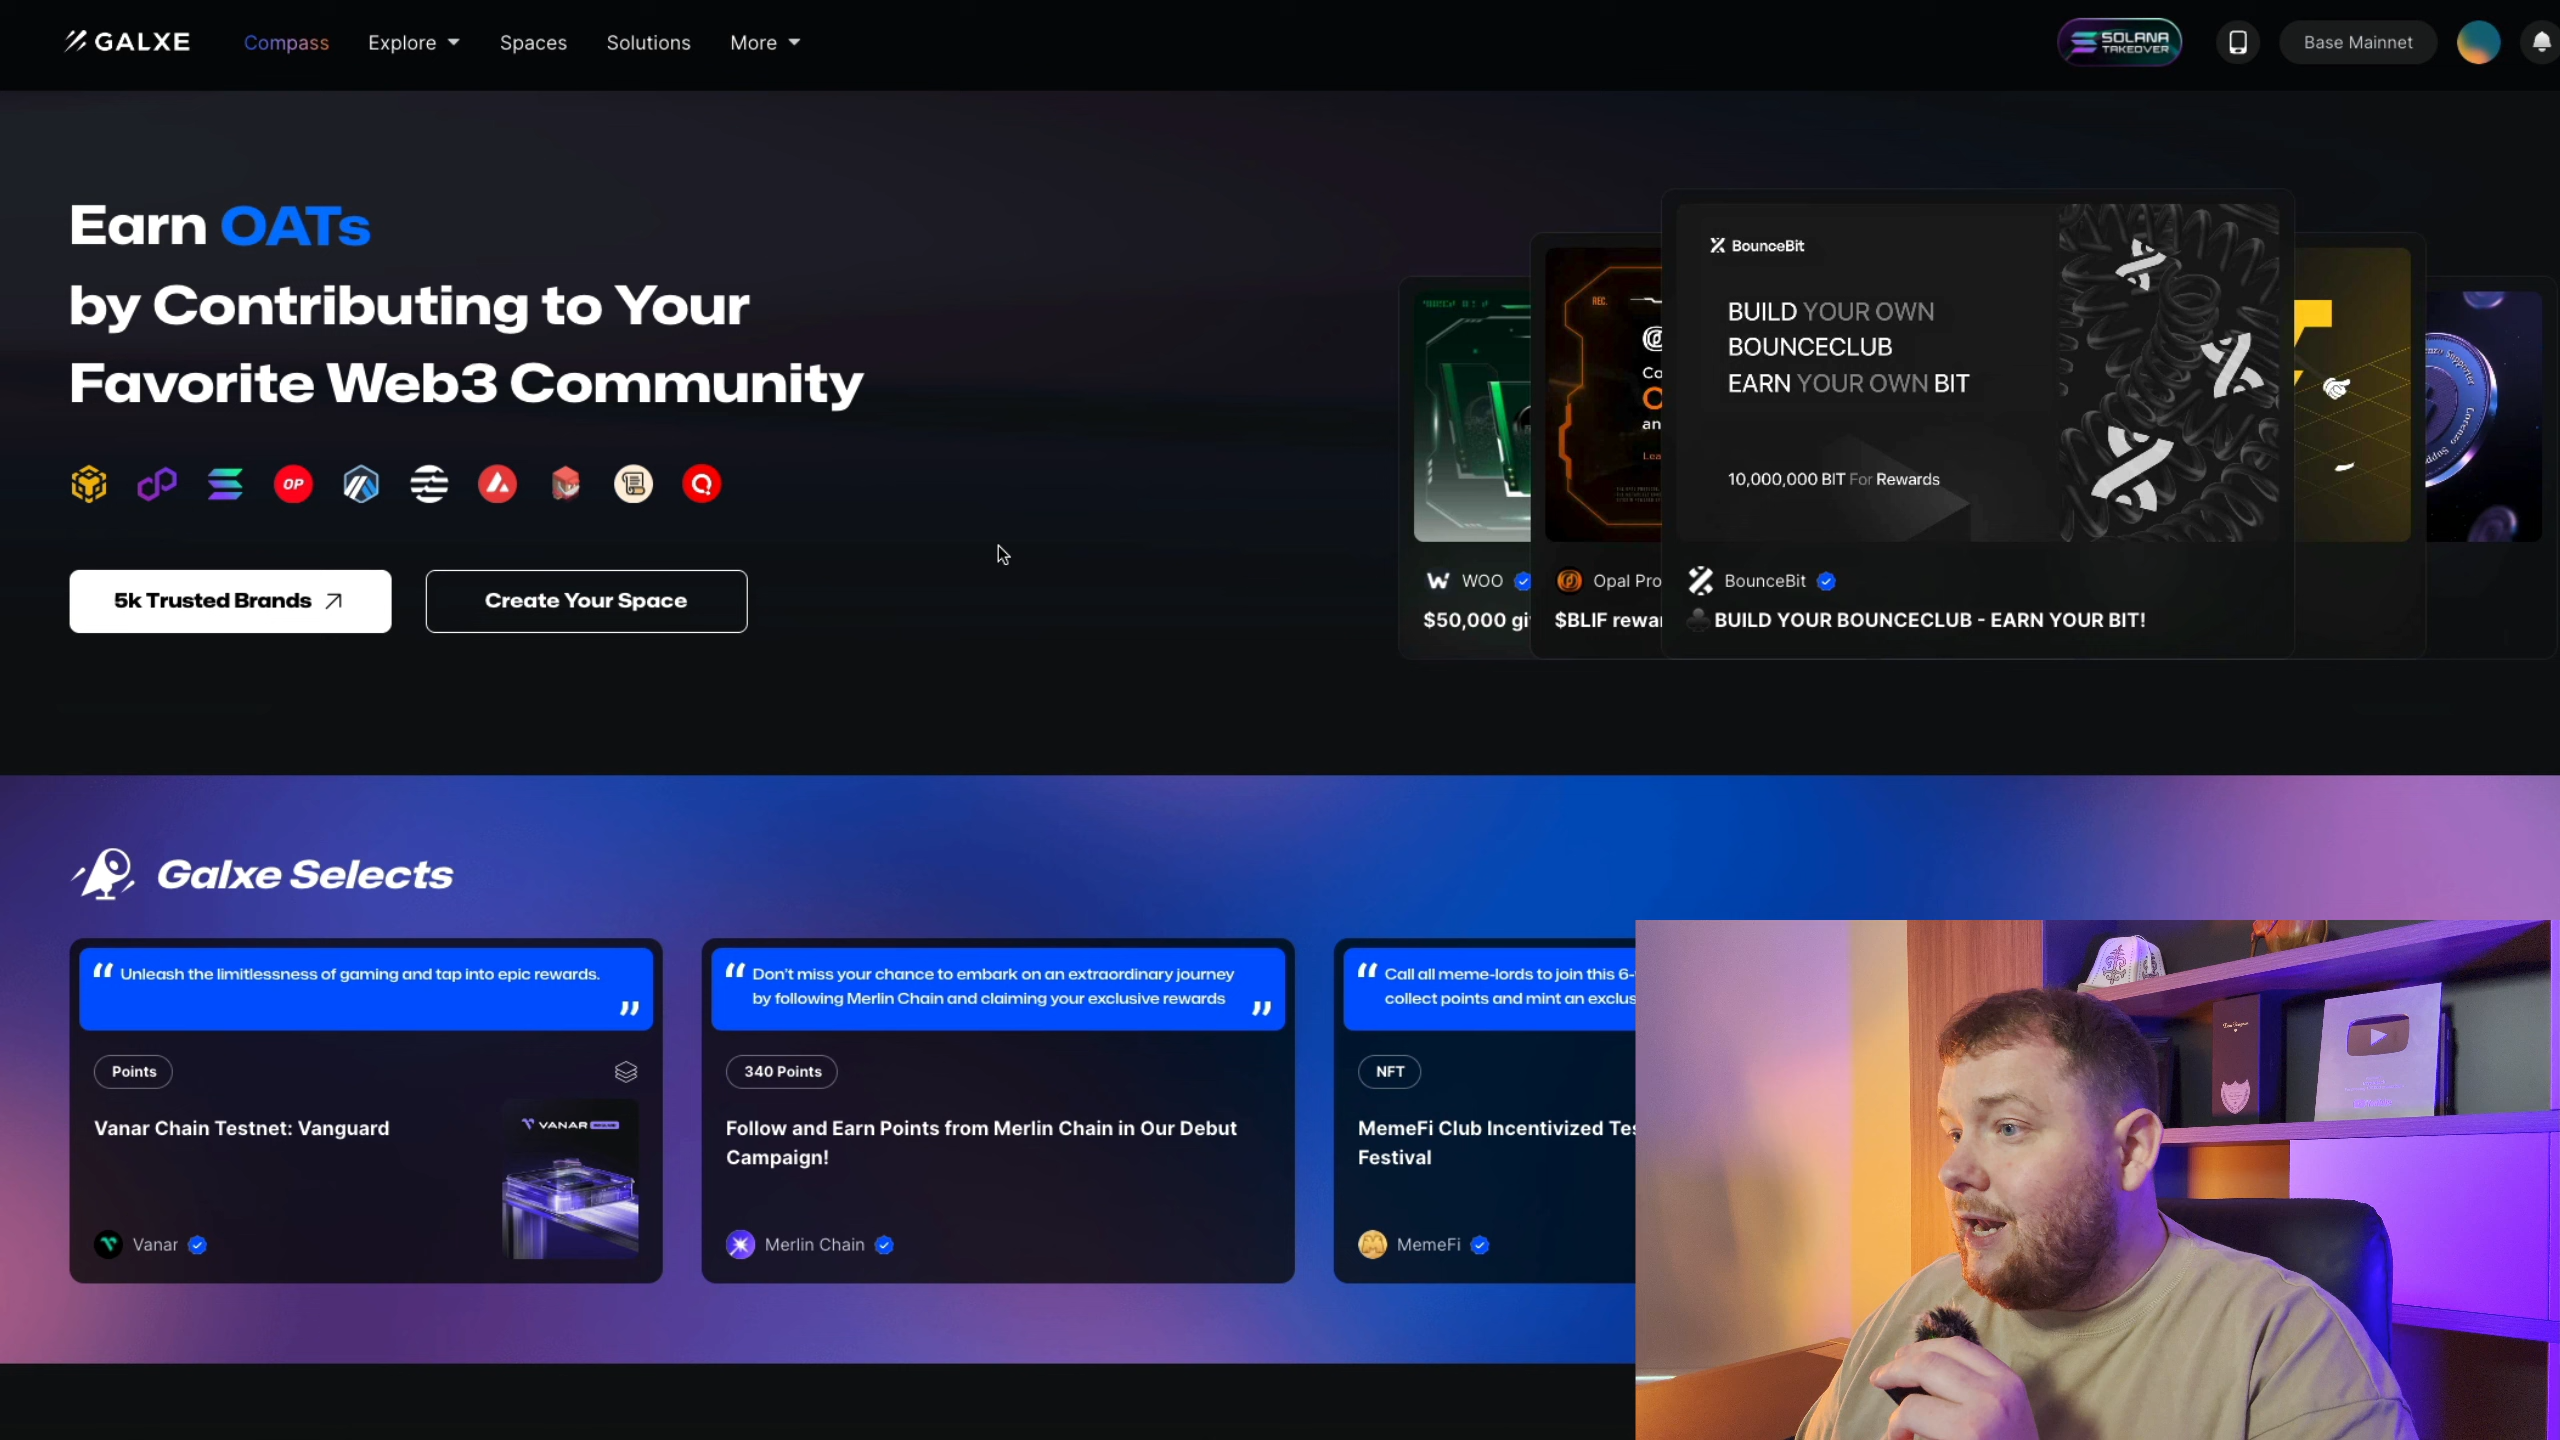 GALXE
Compass
Explore
Spaces
Solutions
More
SOLANA
TAKEOVER
Base Mainnet
Earn OATs
by Contributing to Your
Favorite Web3 Community
OP
5k Trusted Brands
Create Your Space
REC.
an
Lea
BounceBit
BUILD YOUR OWN
BOUNCECLUB
EARN YOUR OWN BIT
10,000,000 BIT For Rewards
WOO
$50,000 gi
Opal Pro
$BLIF rewa
BounceBit
BUILD YOUR BOUNCECLUB - EARN YOUR BIT!
Galxe Selects
“ Unleash the limitlessness of gaming and tap into epic rewards. ”
Points
Vanar Chain Testnet: Vanguard
VANAR
Vanar
“ Don't miss your chance to embark on an extraordinary journey
by following Merlin Chain and claiming your exclusive rewards ”
340 Points
Follow and Earn Points from Merlin Chain in Our Debut
Campaign!
Merlin Chain
“ Call all meme-lords to join this 6-
collect points and mint an exclus
NFT
MemeFi Club Incentivized Tes
Festival
MemeFi